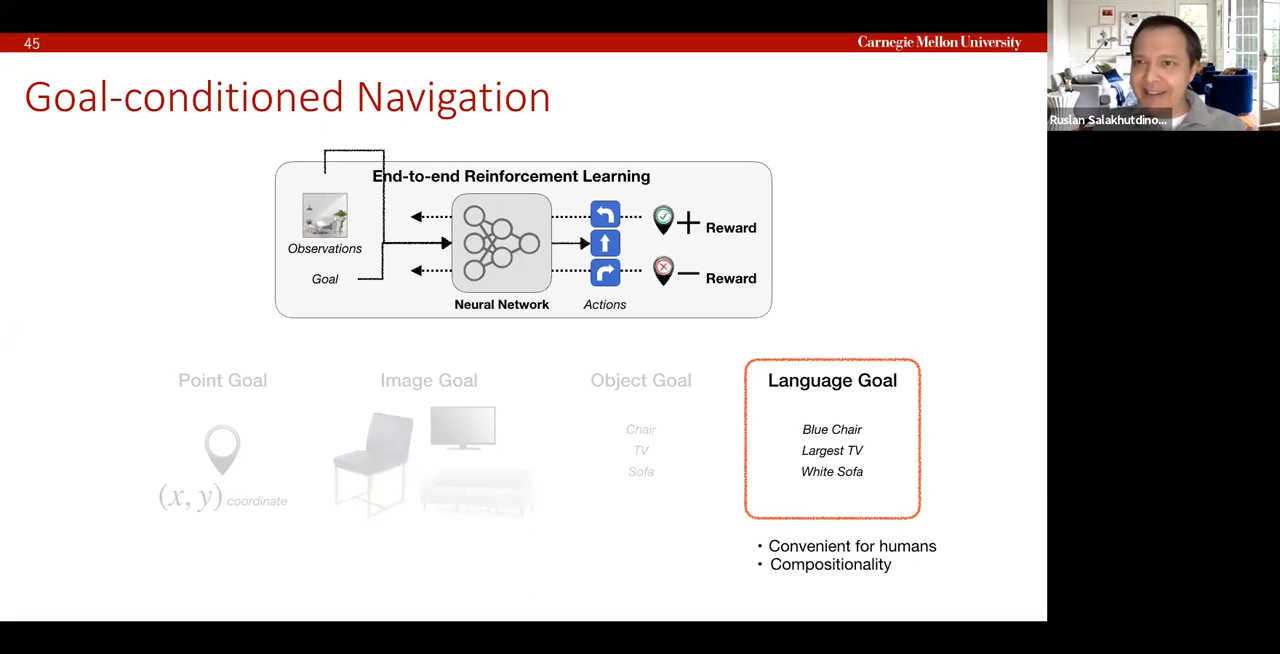 45
Carnegie Mellon University
Goal-conditioned Navigation
Ruslan Salakhutdino...
End-to-end Reinforcement Learning
Observations
Goal
Neural Network
Actions
+ Reward
– Reward
Point Goal
(x, y) coordinate
Image Goal
Object Goal
Chair
TV
Sofa
Language Goal
Blue Chair
Largest TV
White Sofa
• Convenient for humans
• Compositionality